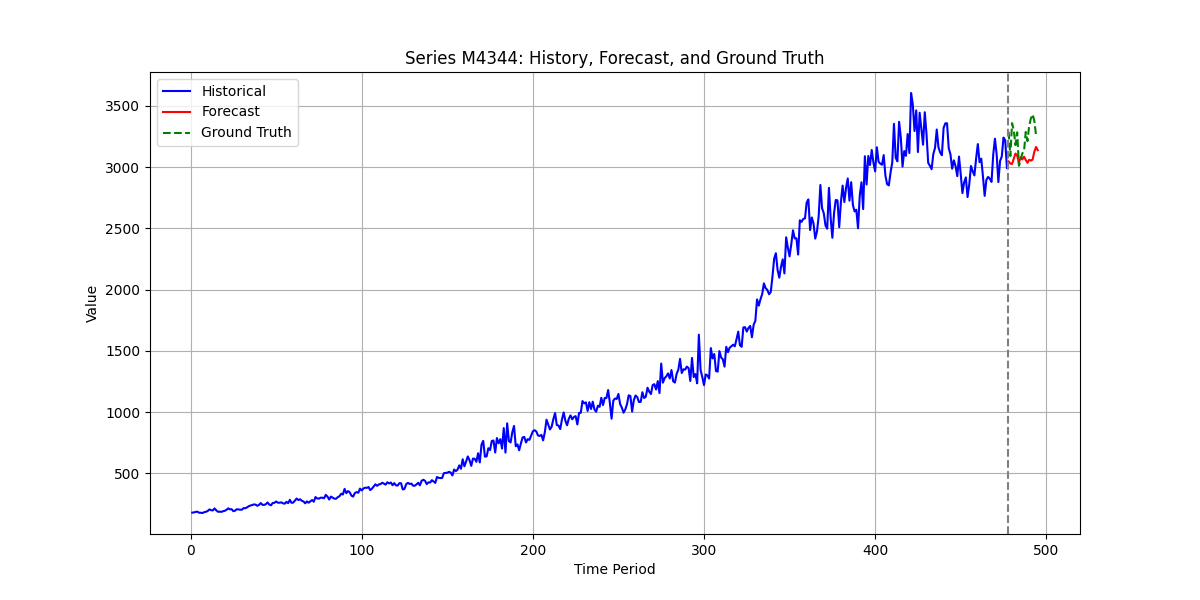 Series M4344: History, Forecast, and Ground Truth
Historical
Forecast
Ground Truth
3500
3000
2500
2000
1500
1000
500
Value
0 100 200 300 400 500
Time Period